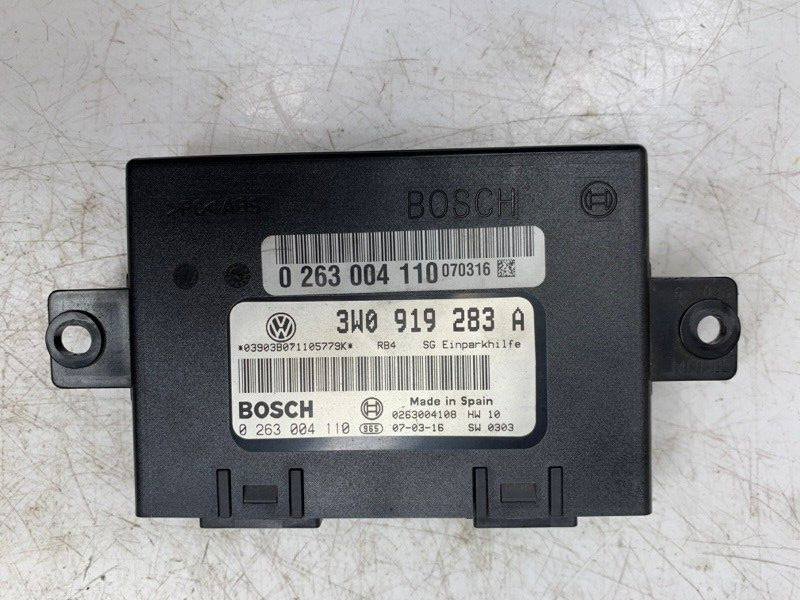 BOSCH
0 263 004 110 070316
3W0 919 283 A
*03903B071105779K* RB4 SG Einparkhilfe
BOSCH Made in Spain
0263004108 HW 10
0 263 004 110 965 07-03-16 SW 0303